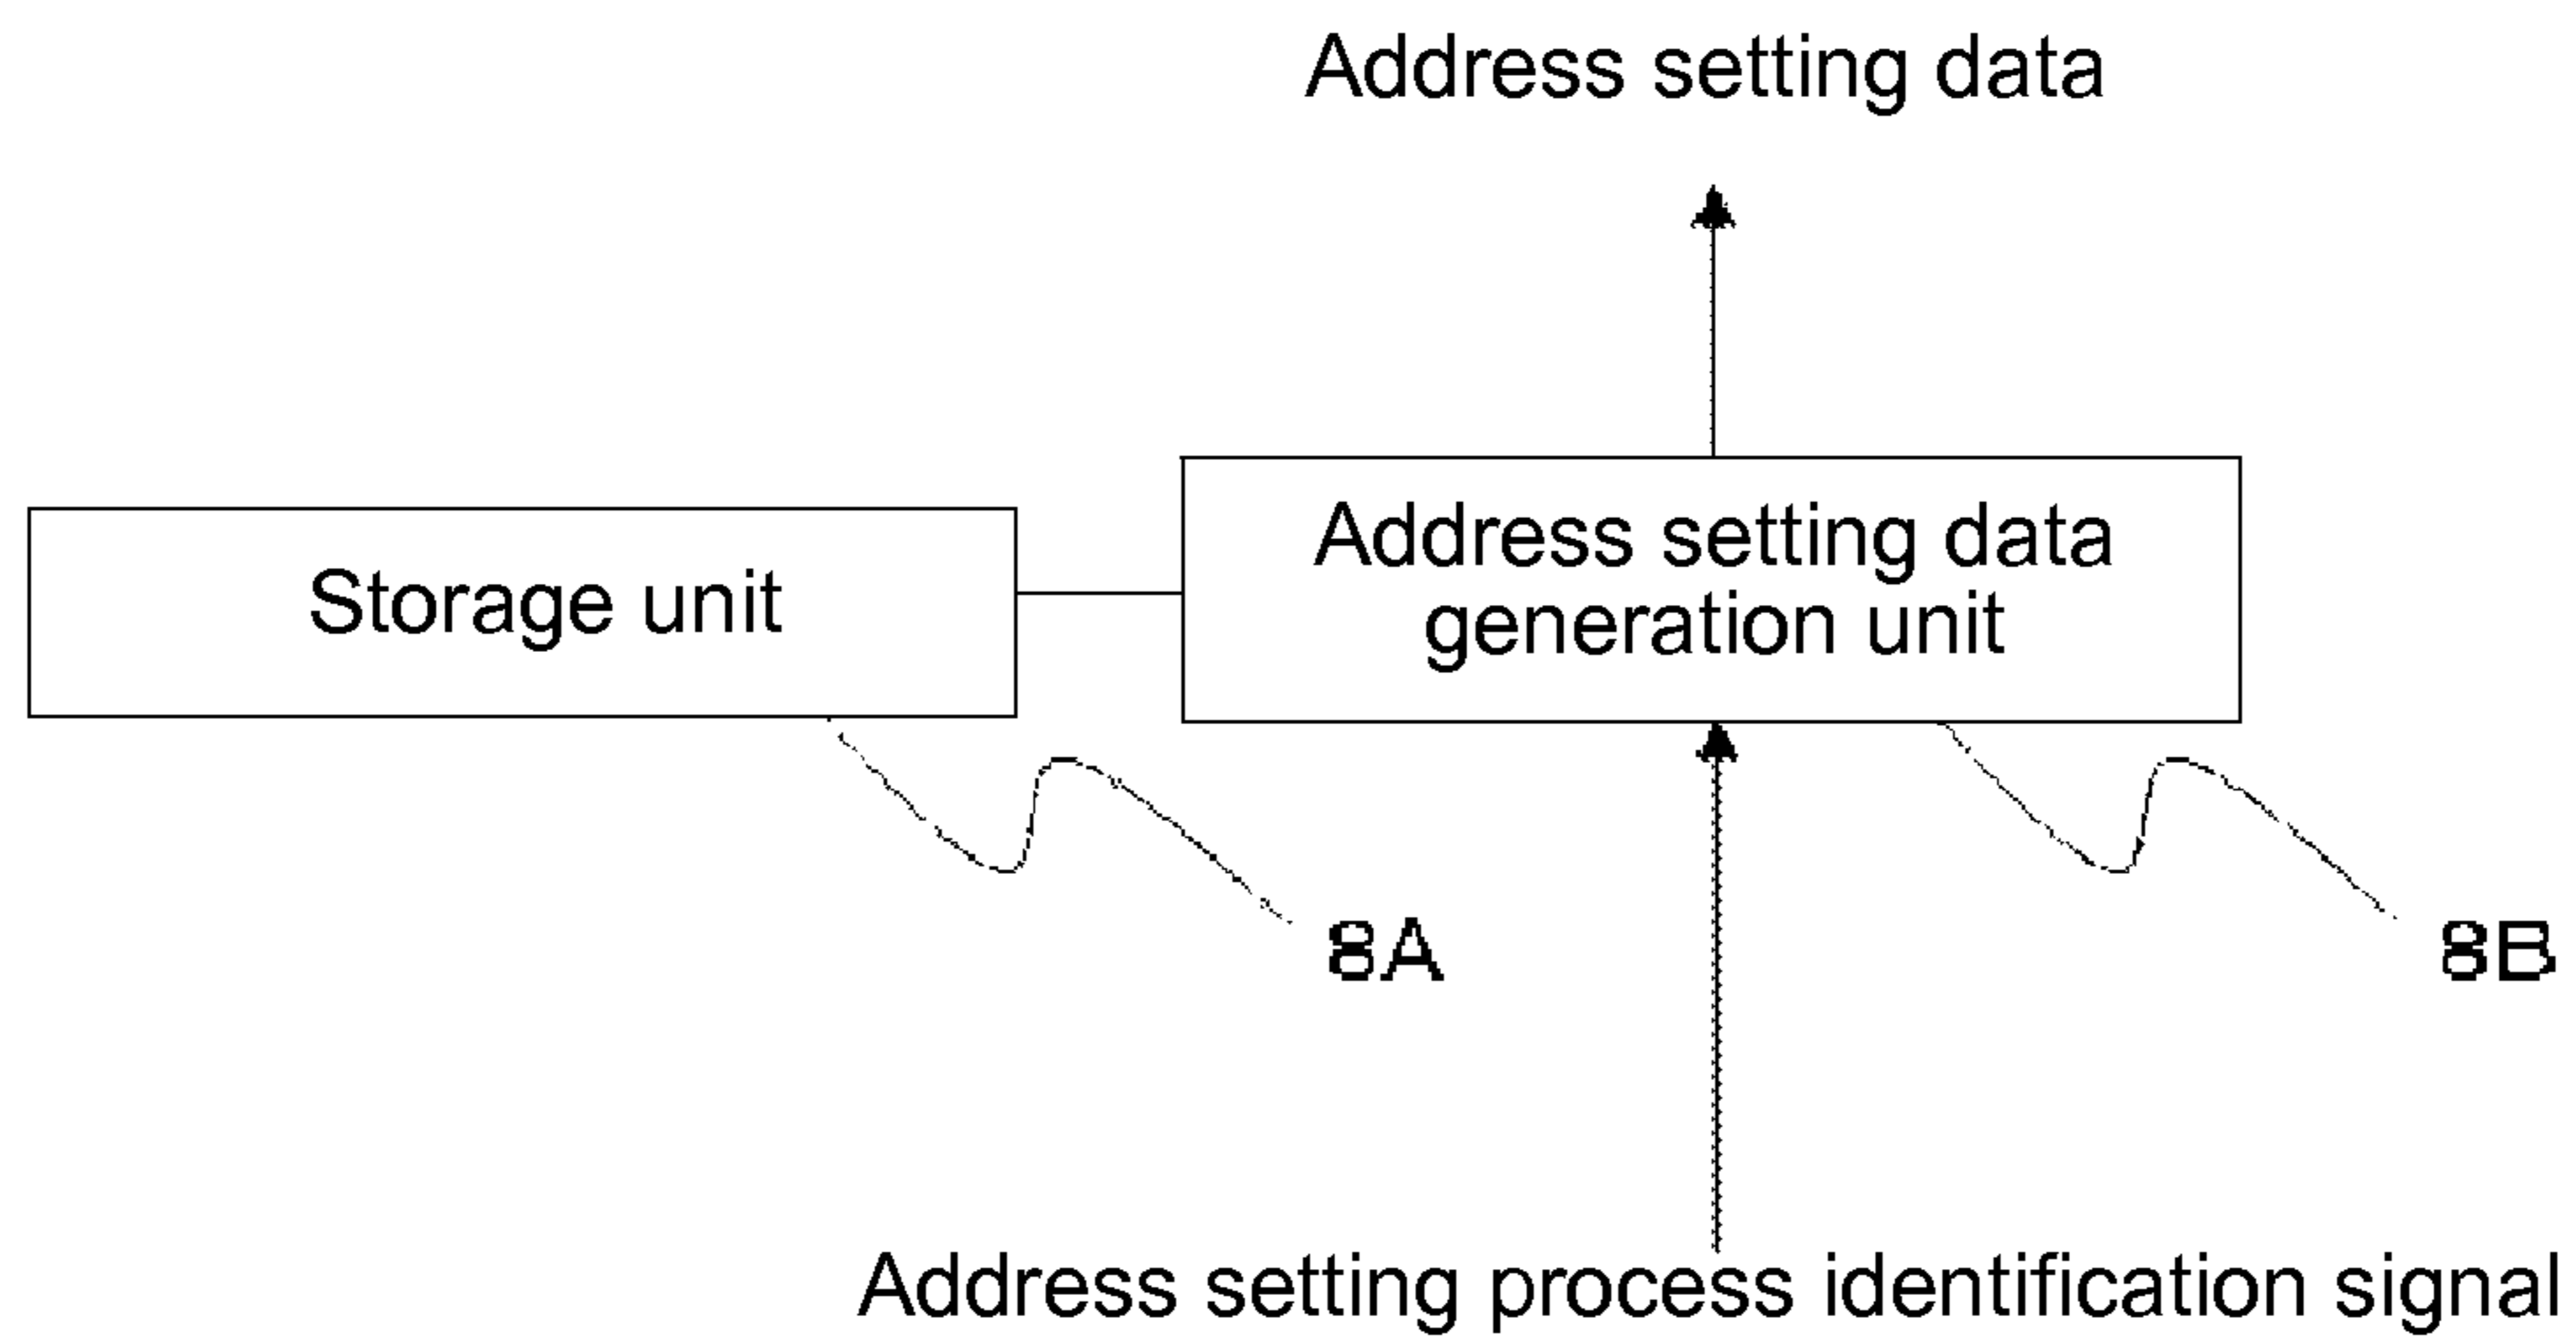 Address setting data
Storage unit
Address setting data
generation unit
8A
8B
Address setting process identification signal